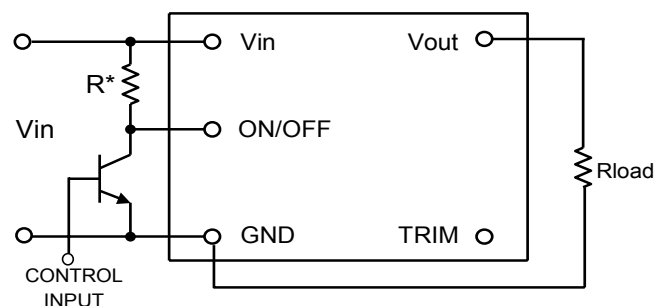 Vin
Vout
R*
Vin
ON/OFF
Rload
GND
TRIM
CONTROL
INPUT